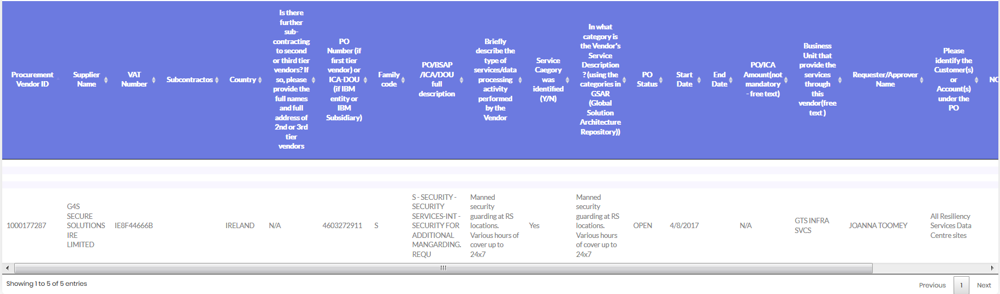 Procurement
Vendor ID
Supplier
Name
VAT
Number
Subcontractos
Country
Is there
further
sub-
contracting
to second
or third tier
vendors? If
so, please
provide the
full names
and full
address of
2nd or 3rd
tier
vendors
PO
Number (if
first tier
vendor) or
ICA-DOU
(if IBM
entity or
IBM
Subsidiary)
Family
code
PO/BSAP
/ICA/DOU
full
description
Briefly
describe the
type of
services/data
processing
activity
performed
by the
Vendor
Service
Caegory
was
identified
(Y/N)
In what
category is
the Vendor's
Service
Description
? (using the
categories in
GSAR
(Global
Solution
Architecture
Repository))
PO
Status
Start
Date
End
Date
PO/ICA
Amount(not
mandatory
- free text)
Business
Unit that
provide the
services
through
this
vendor(free
text )
Requester/Approver
Name
Please
identify the
Customer(s)
or
Account(s)
under the
PO
NO
1000177287
G4S
SECURE
SOLUTIONS
IRE
LIMITED
IE8F44666B
IRELAND
N/A
4603272911
S
S - SECURITY -
SECURITY
SERVICES-INT -
SECURITY FOR
ADDITIONAL
MANGARDING.
REQU
Manned
security
guarding at RS
locations.
Various hours of
cover up to
24x7
Yes
Manned
security
guarding at RS
locations.
Various hours
of cover up to
24x7
OPEN
4/8/2017
N/A
GTS INFRA
SVCS
JOANNA TOOMEY
All Resiliency
Services Data
Centre sites
Showing 1 to 5 of 5 entries
Previous
1
Next